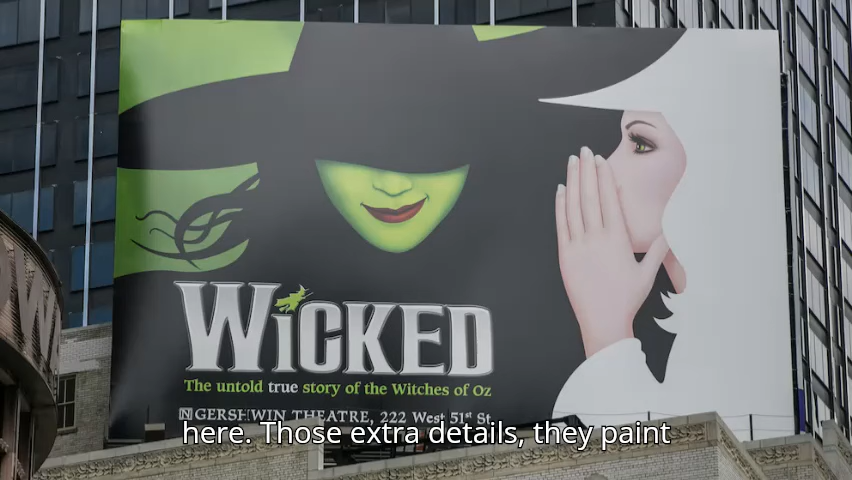 WICKED
The untold true story of the Witches of Oz
GERSHWIN THEATRE, 222 West 51st St
here. Those extra details, they paint